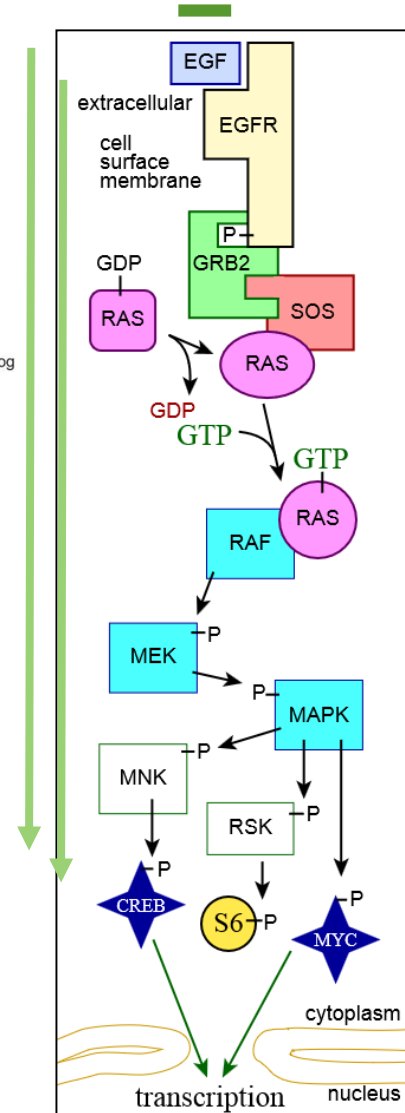 EGF
extracellular
EGFR
cell
surface
membrane
P
GRB2
GDP
SOS
RAS
RAS
og
GDP
GTP
GTP
RAS
RAF
P
MEK
P
MAPK
P
MNK
P
RSK
P
P
CREB
S6
P
MYC
cytoplasm
transcription
nucleus